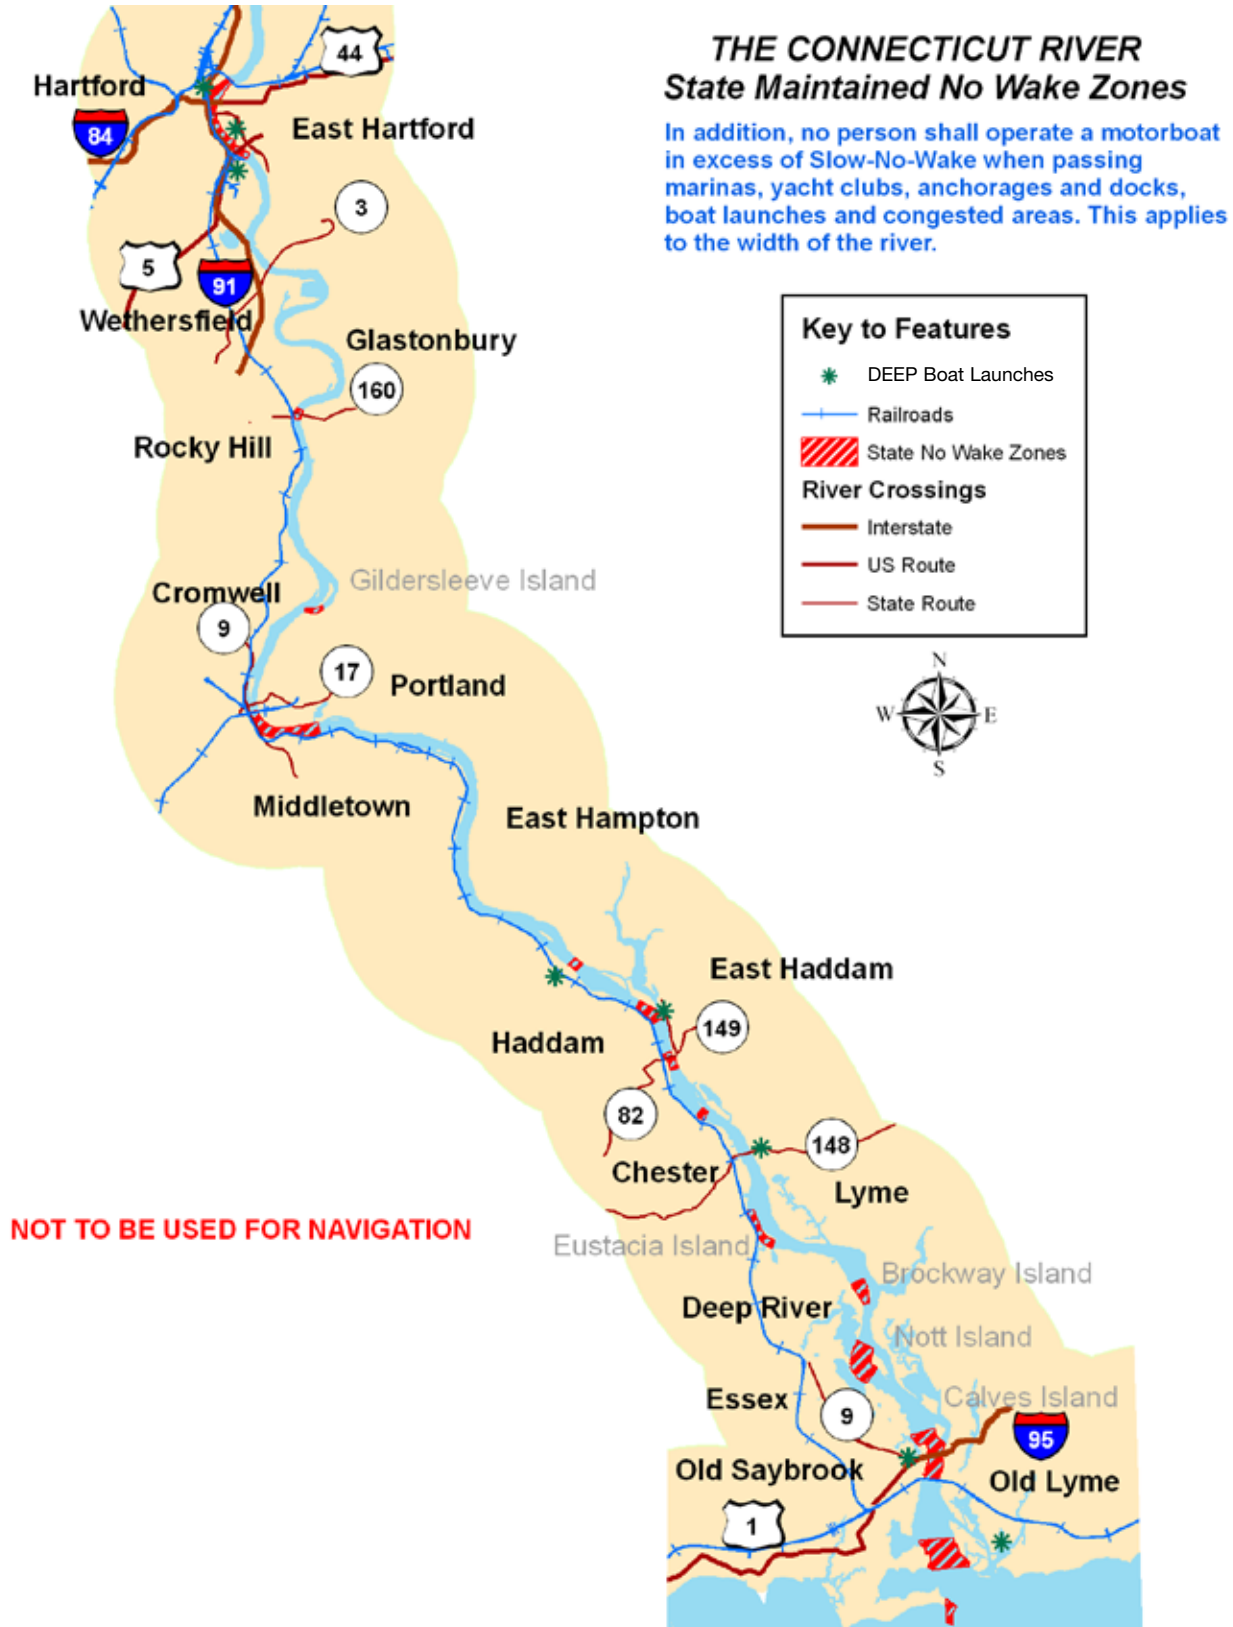 THE CONNECTICUT RIVER
State Maintained No Wake Zones
In addition, no person shall operate a motorboat
in excess of Slow-No-Wake when passing
marinas, yacht clubs, anchorages and docks,
boat launches and congested areas. This applies
to the width of the river.
Key to Features
DEEP Boat Launches
Railroads
State No Wake Zones
River Crossings
Interstate
US Route
State Route
N
W E
S
44
Hartford
84
East Hartford
3
5
91
Wethersfield
Glastonbury
160
Rocky Hill
Gildersleeve Island
Cromwell
9
17
Portland
Middletown
East Hampton
East Haddam
149
Haddam
82
148
Chester
Lyme
NOT TO BE USED FOR NAVIGATION
Eustacia Island
Brockway Island
Deep River
Nott Island
Essex
Calves Island
9
95
Old Saybrook
Old Lyme
1